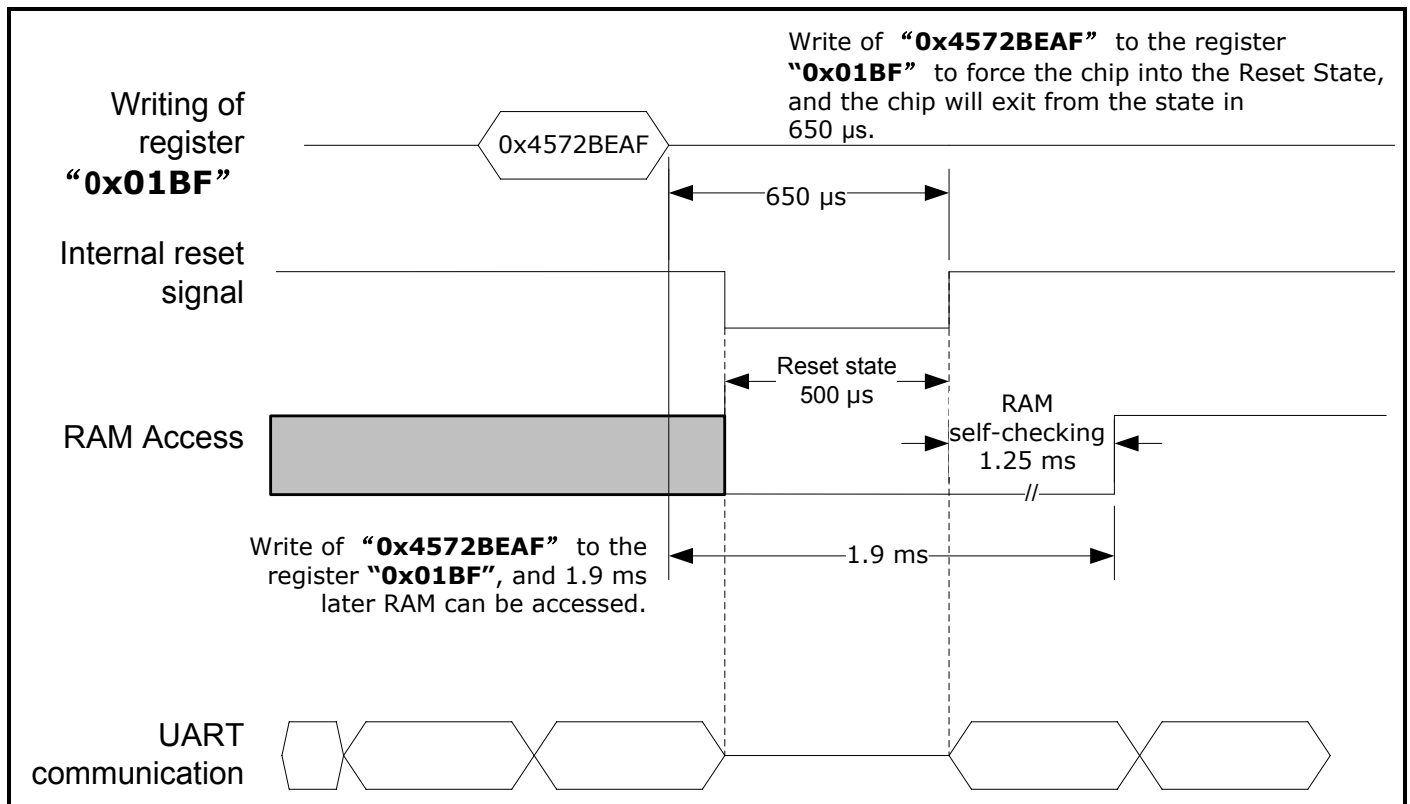 Write of “0x4572BEAF” to the register
“0x01BF” to force the chip into the Reset State,
and the chip will exit from the state in
650 µs.
Writing of
register
“0x01BF”
0x4572BEAF
650 µs
Internal reset
signal
Reset state
500 µs
RAM Access
RAM
self-checking
1.25 ms
//
Write of “0x4572BEAF” to the
register “0x01BF”, and 1.9 ms
later RAM can be accessed.
1.9 ms
UART
communication